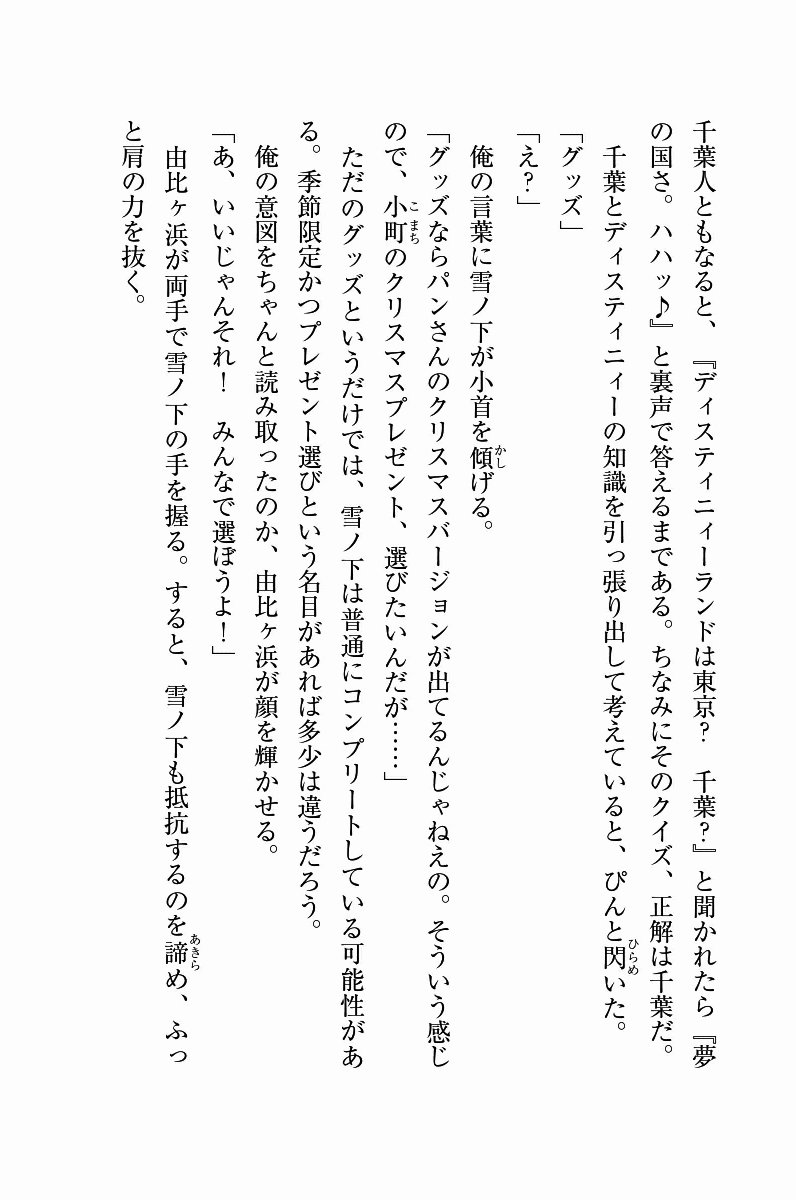 千葉人ともなると、『ディスティニィーランドは東京?　千葉?』と聞かれたら『夢
の国さ。ハハッ♪』と裏声で答えるまである。ちなみにそのクイズ、正解は千葉だ。
　千葉とディスティニィーの知識を引っ張り出して考えていると、ぴんと閃いた。
「グッズ」
「え?」
　俺の言葉に雪ノ下が小首を傾げる。
「グッズならパンさんのクリスマスバージョンが出てるんじゃねえの。そういう感じ
ので、小町のクリスマスプレゼント、選びたいんだが……」
　ただのグッズというだけでは、雪ノ下は普通にコンプリートしている可能性があ
る。季節限定かつプレゼント選びという名目があれば多少は違うだろう。
　俺の意図をちゃんと読み取ったのか、由比ヶ浜が顔を輝かせる。
「あ、いいじゃんそれ!　みんなで選ぼうよ!」
　由比ヶ浜が両手で雪ノ下の手を握る。すると、雪ノ下も抵抗するのを諦め、ふっ
と肩の力を抜く。